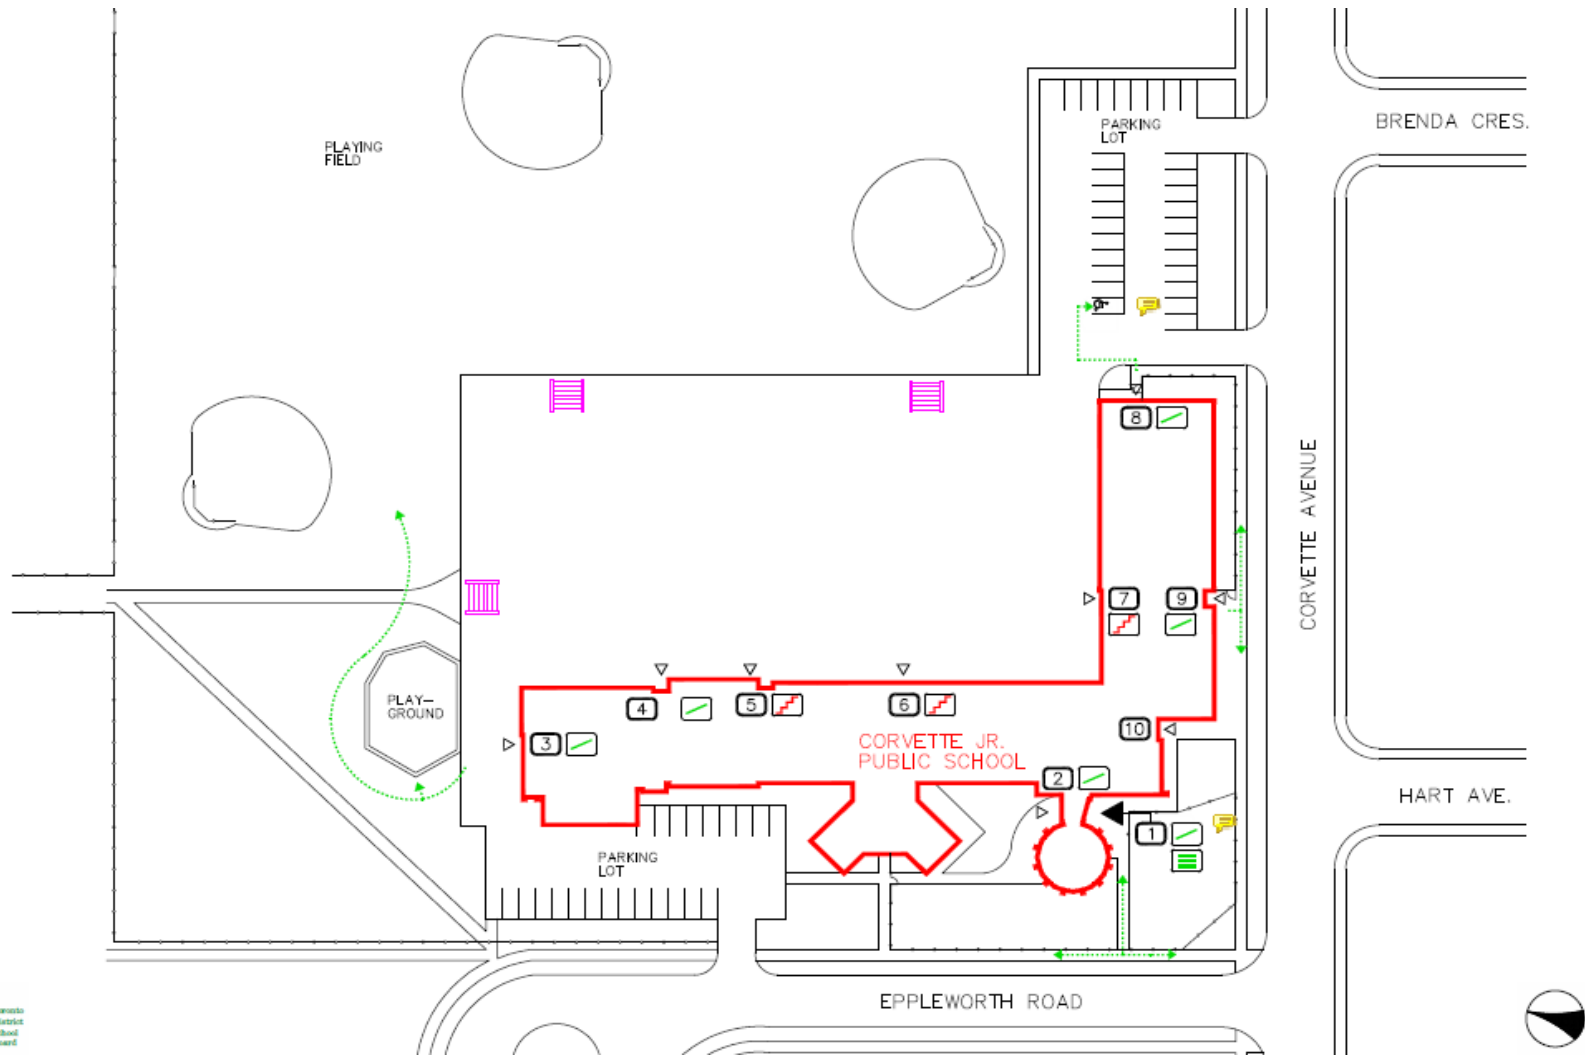 BRENDA CRES.
PARKING
LOT
PLAYING
FIELD
8
CORVETTE AVENUE
7
9
PLAY-
GROUND
4
5
6
3
10
CORVETTE JR.
PUBLIC SCHOOL
2
HART AVE.
1
PARKING
LOT
EPPLEWORTH ROAD